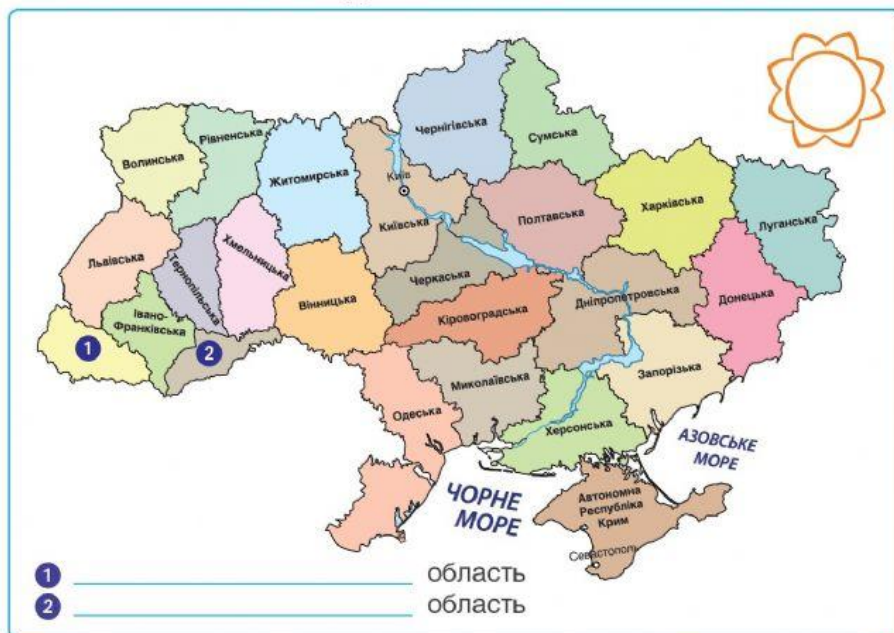 Чернігівська
Сумська
Рівненська
Волинська
Житомирська
Київ
Київська
Полтавська
Харківська
Луганська
Львівська
Тернопільська
Хмельницька
Вінницька
Черкаська
Кіровоградська
Дніпропетровська
Донецька
Івано-
Франківська
1
2
Миколаївська
Запорізька
Одеська
Херсонська
АЗОВСЬКЕ
МОРЕ
ЧОРНЕ
МОРЕ
Автономна
Республіка
Крим
Севастополь
1 область
2 область